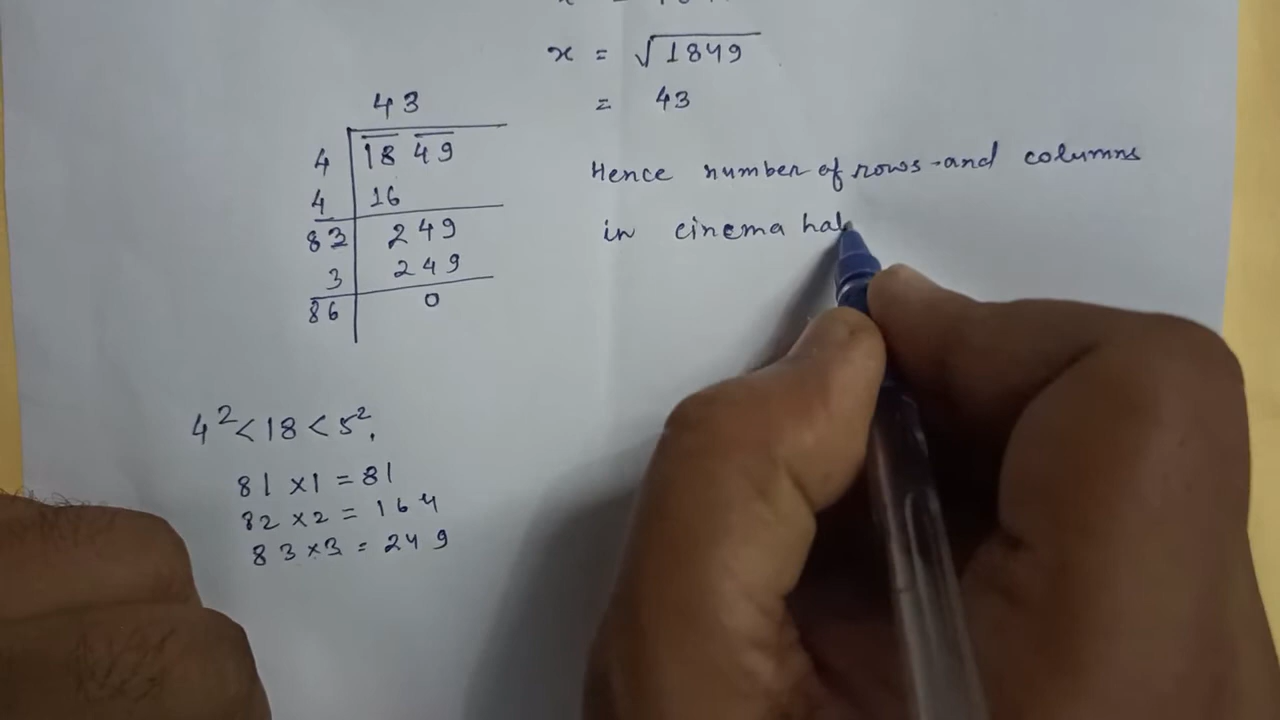 x = √1849
= 43
43
4 18 49
4 16
83 249
3 249
86 0
Hence number of rows and columns
in cinema hal
4² < 18 < 5².
81 × 1 = 81
82 × 2 = 164
83 × 3 = 249